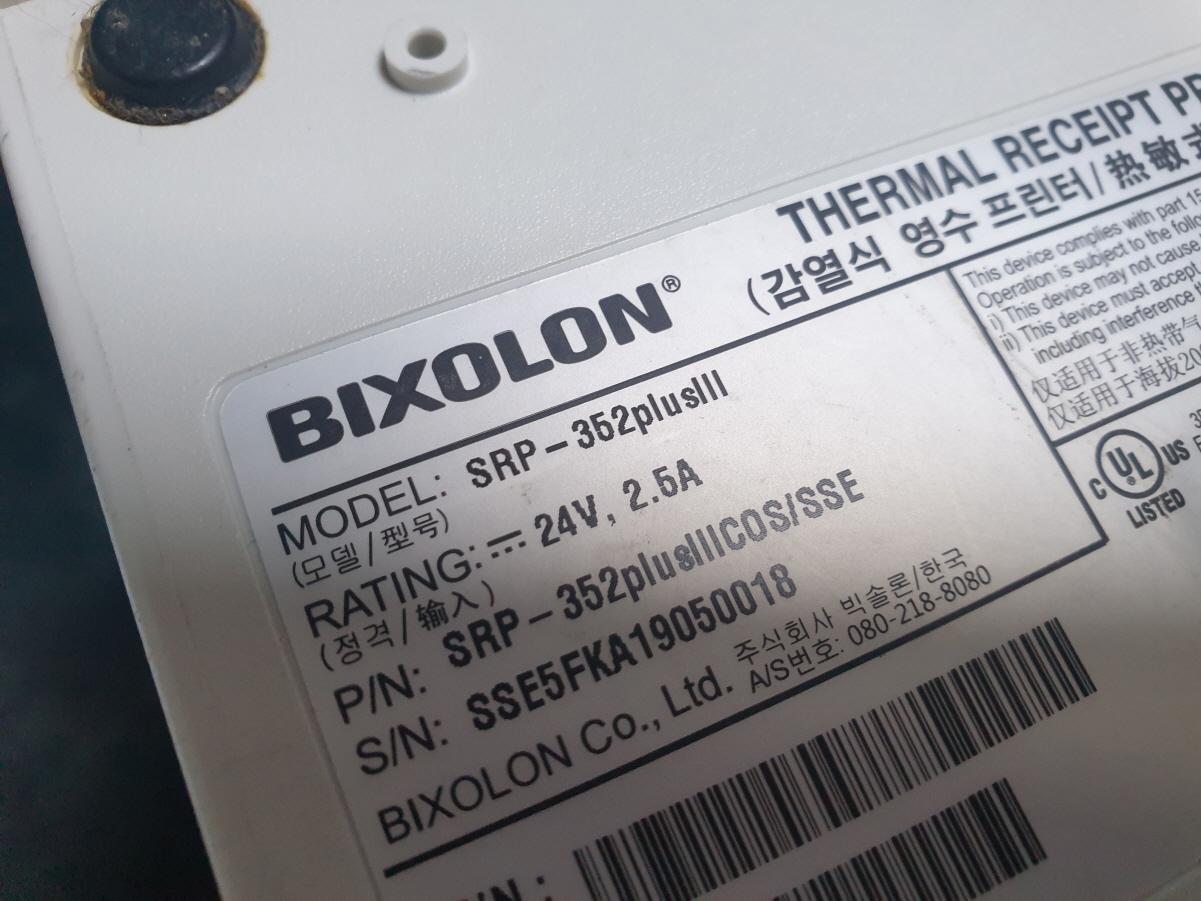 THERMAL RECEIPT
(감열식 영수 프린터/热敏式
BIXOLON®
MODEL: SRP-352plusIII
(모델/型号)
RATING: ⎓ 24V, 2.5A
(정격/输入)
P/N: SRP-352plusIIICOS/SSE
S/N: SSE5FKA19050018
BIXOLON Co., Ltd. 주식회사 빅솔론/한국
A/S번호: 080-218-8080
This device complies with part 15
Operation is subject to the
i) This device may not cause
ii) This device must accept
including interference
仅适用于非热带气
仅适用于海拔20
C UL US
LISTED